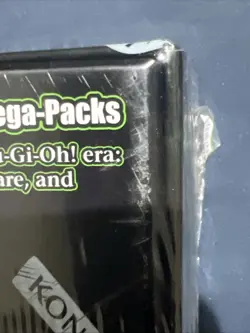 ega-Packs
-Gi-Oh! era:
are, and
KON